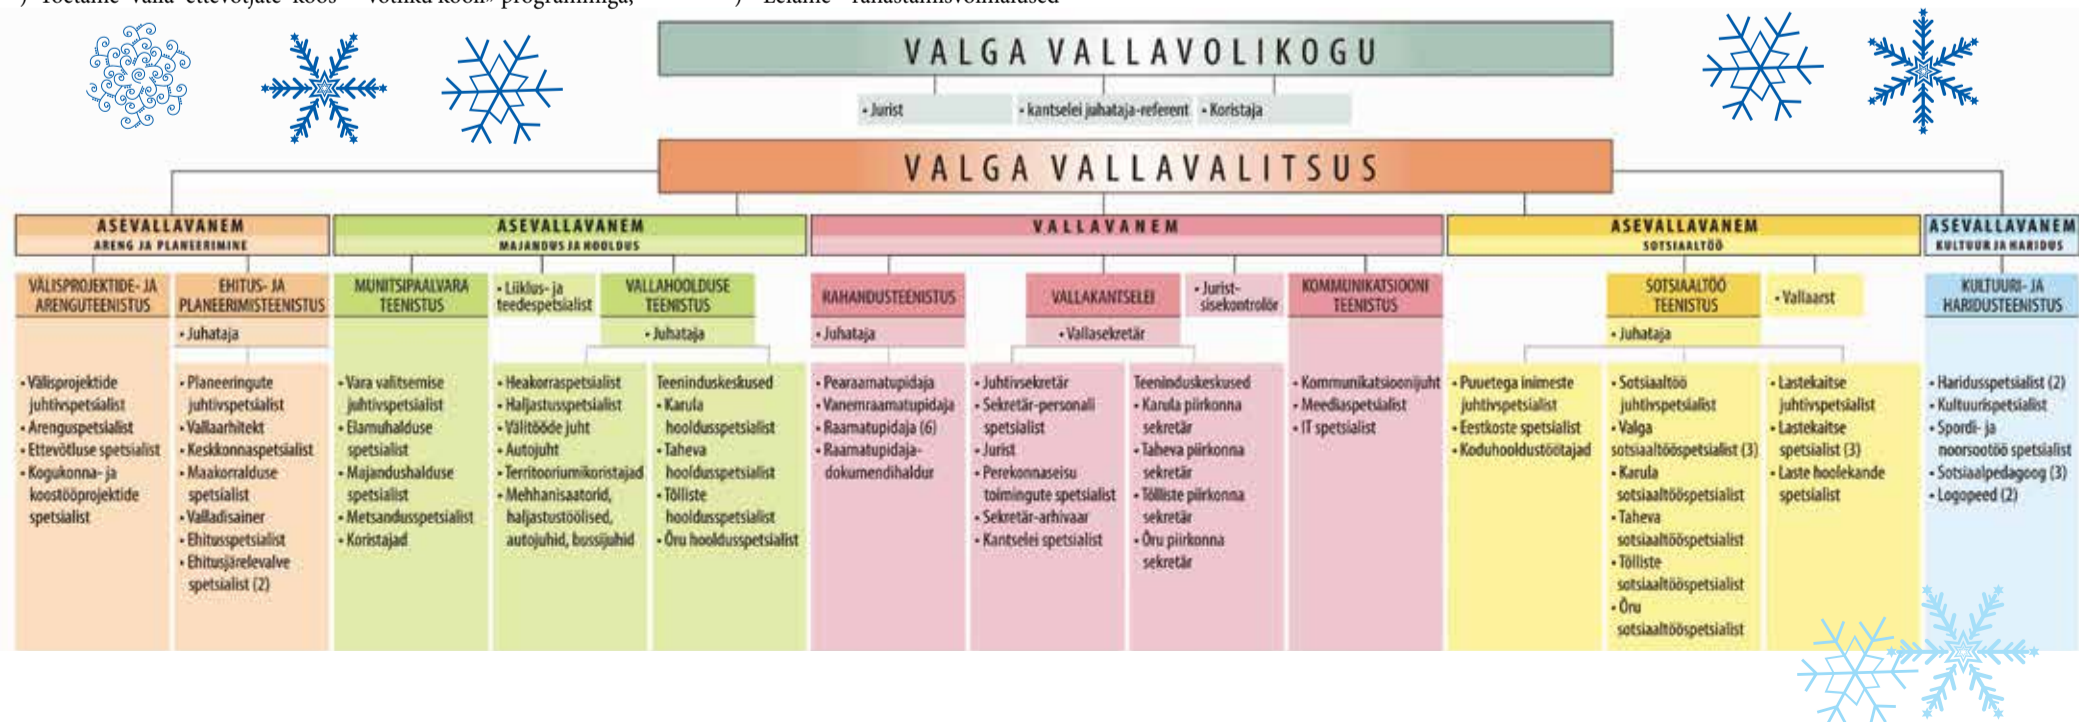 Toetame valla ettevõtjate koos
programmiga,
VALGA VALLAVOLIKOGU
• Jurist
• kantselei juhataja-referent
• Koristaja
VALGA VALLAVALITSUS
ASEVALLAVANEM
ARENG JA PLANEERIMINE
VÄLISPROJEKTIDE- JA
ARENGUTEENISTUS
• Välisprojektide
juhtivspetsialist
• Arenguspetsialist
• Ettevõtluse spetsialist
• Kogukonna- ja
koostööprojektide
spetsialist
EHITUS- JA
PLANEERIMISTEENISTUS
• Juhataja
• Planeeringute
juhtivspetsialist
• Vallaarhitekt
• Keskkonnaspetsialist
• Maakorralduse
spetsialist
• Valladisainer
• Ehitusspetsialist
• Ehitusjärelevalve
spetsialist (2)
ASEVALLAVANEM
MAJANDUS JA HOOLDUS
MUNITSIPAALVARA
TEENISTUS
• Vara valitsemise
juhtivspetsialist
• Elamuhalduse
spetsialist
• Majandushalduse
spetsialist
• Metsandusspetsialist
• Koristajad
• Liiklus- ja
teedespetsialist
VALLAHOOLDUSE
TEENISTUS
• Juhataja
• Heakorraspetsialist
• Haljastusspetsialist
• Välitööde juht
• Autojuht
• Territooriumikoristajad
• Mehhanisaatorid,
haljastustöölised,
autojuhid, bussijuhid
Teeninduskeskused
• Karula
hooldusspetsialist
• Taheva
hooldusspetsialist
• Tõlliste
hooldusspetsialist
• Õru hooldusspetsialist
VALLAVANEM
RAHANDUSTEENISTUS
• Juhataja
• Pearaamatupidaja
• Vanemraamatupidaja
• Raamatupidaja (6)
• Raamatupidaja-
dokumendihaldur
VALLAKANTSELEI
• Vallasekretär
• Juhtivsekretär
• Sekretär-personali
spetsialist
• Jurist
• Perekonnaseisu
toimingute spetsialist
• Sekretär-arhivaar
• Kantselei spetsialist
Teeninduskeskused
• Karula piirkonna
sekretär
• Taheva piirkonna
sekretär
• Tõlliste piirkonna
sekretär
• Õru piirkonna
sekretär
• Jurist-
sisekontrolör
KOMMUNIKATSIOONI
TEENISTUS
• Kommunikatsioonijuht
• Meediaspetsialist
• IT spetsialist
ASEVALLAVANEM
SOTSIAALTÖÖ
SOTSIAALTÖÖ
TEENISTUS
• Juhataja
• Vallaarst
• Puuetega inimeste
juhtivspetsialist
• Eestkoste spetsialist
• Koduhooldustöötajad
• Sotsiaaltöö
juhtivspetsialist
• Valga
sotsiaaltööspetsialist (3)
• Karula
sotsiaaltööspetsialist
• Taheva
sotsiaaltööspetsialist
• Tõlliste
sotsiaaltööspetsialist
• Õru
sotsiaaltööspetsialist
• Lastekaitse
juhtivspetsialist
• Lastekaitse
spetsialist (3)
• Laste hoolekande
spetsialist
ASEVALLAVANEM
KULTUUR JA HARIDUS
KULTUURI- JA
HARIDUSTEENISTUS
• Haridusspetsialist (2)
• Kultuurispetsialist
• Spordi- ja
noorsootöö spetsialist
• Sotsiaalpedagoog (3)
• Logopeed (2)